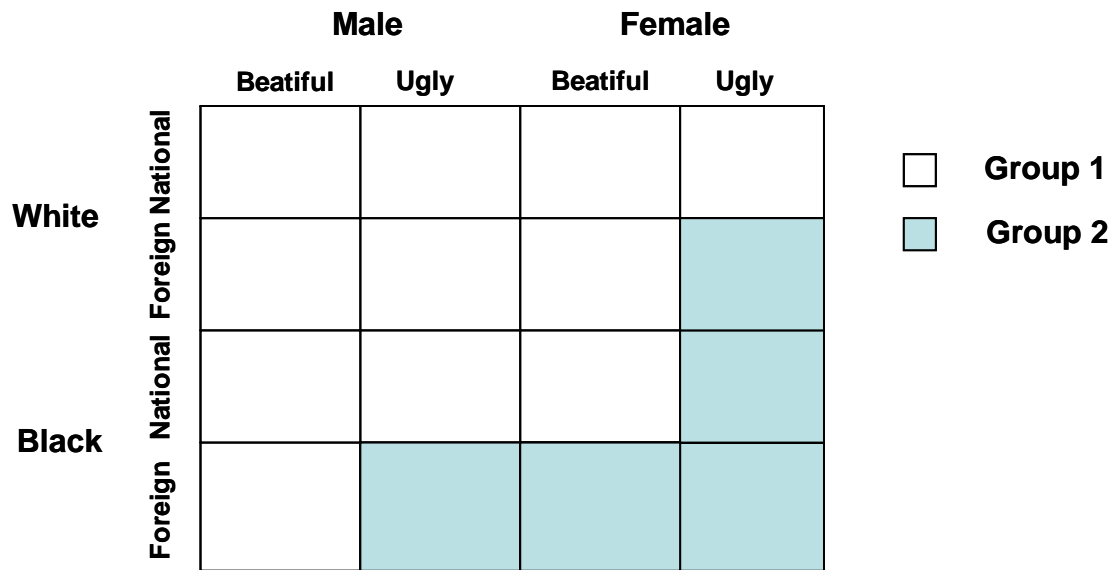 Male Female
Beatiful Ugly Beatiful Ugly
White
National
Foreign
Black
National
Foreign
Group 1
Group 2